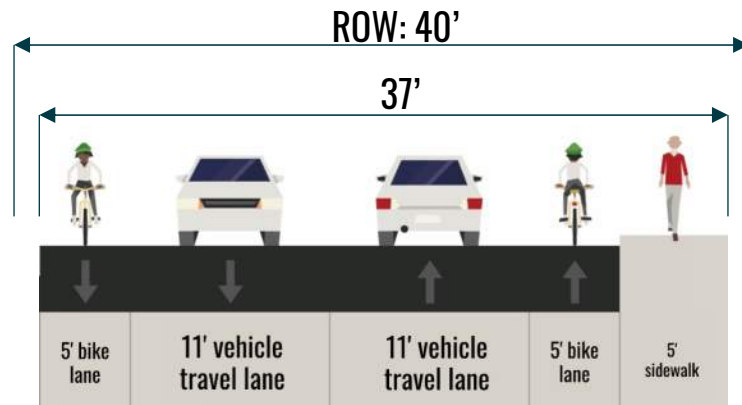 ROW: 40’
37’
5' bike
lane
11' vehicle
travel lane
11' vehicle
travel lane
5' bike
lane
5'
sidewalk